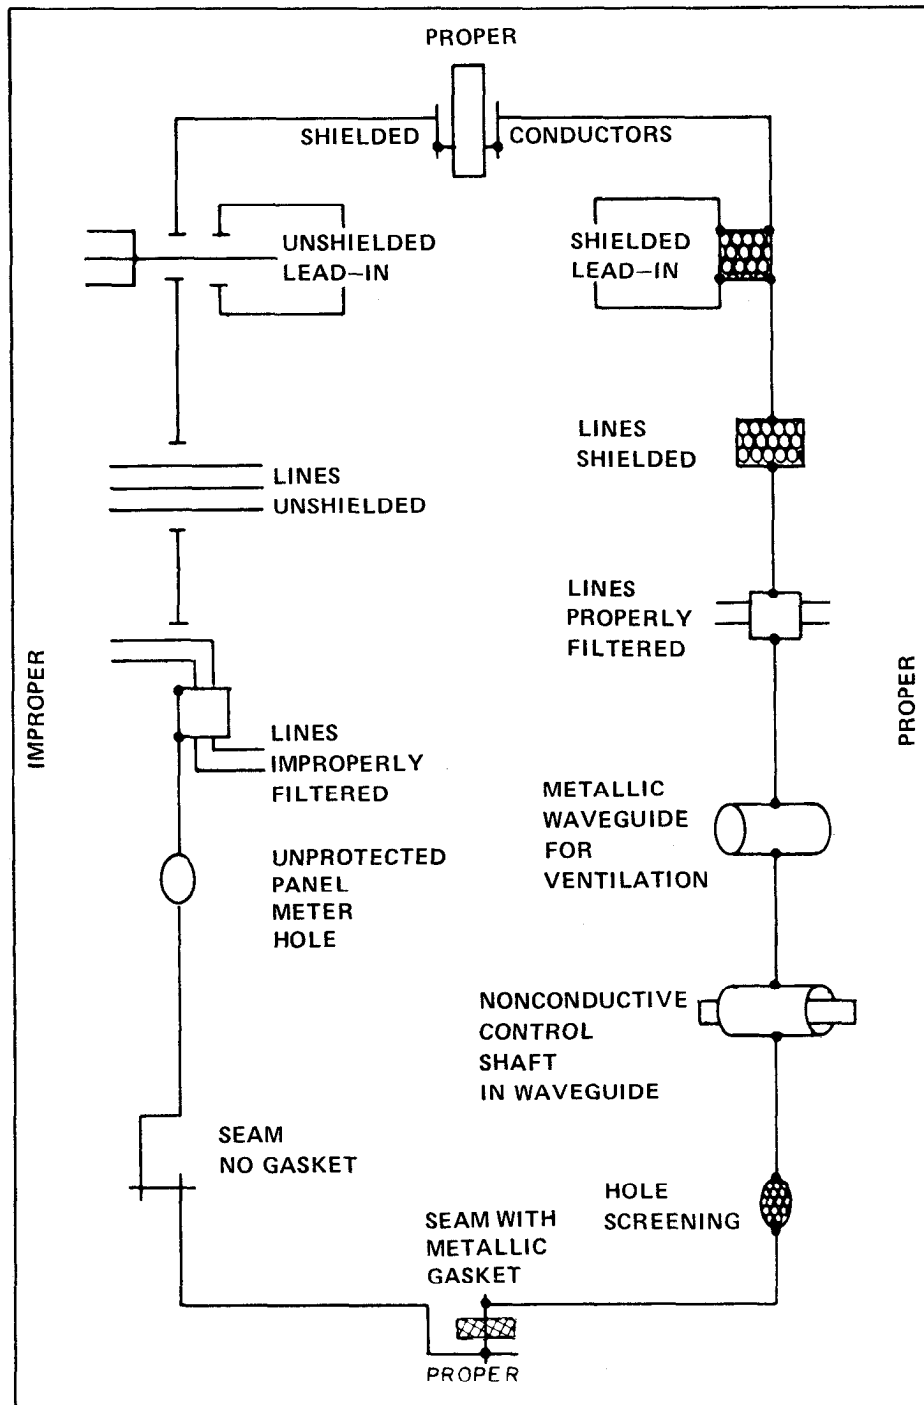 PROPER
SHIELDED
CONDUCTORS
UNSHIELDED
LEAD-IN
SHIELDED
LEAD-IN
LINES
UNSHIELDED
LINES
SHIELDED
LINES
PROPERLY
FILTERED
IMPROPER
PROPER
LINES
IMPROPERLY
FILTERED
METALLIC
WAVEGUIDE
FOR
VENTILATION
UNPROTECTED
PANEL
METER
HOLE
NONCONDUCTIVE
CONTROL
SHAFT
IN WAVEGUIDE
SEAM
NO GASKET
HOLE
SCREENING
SEAM WITH
METALLIC
GASKET
PROPER